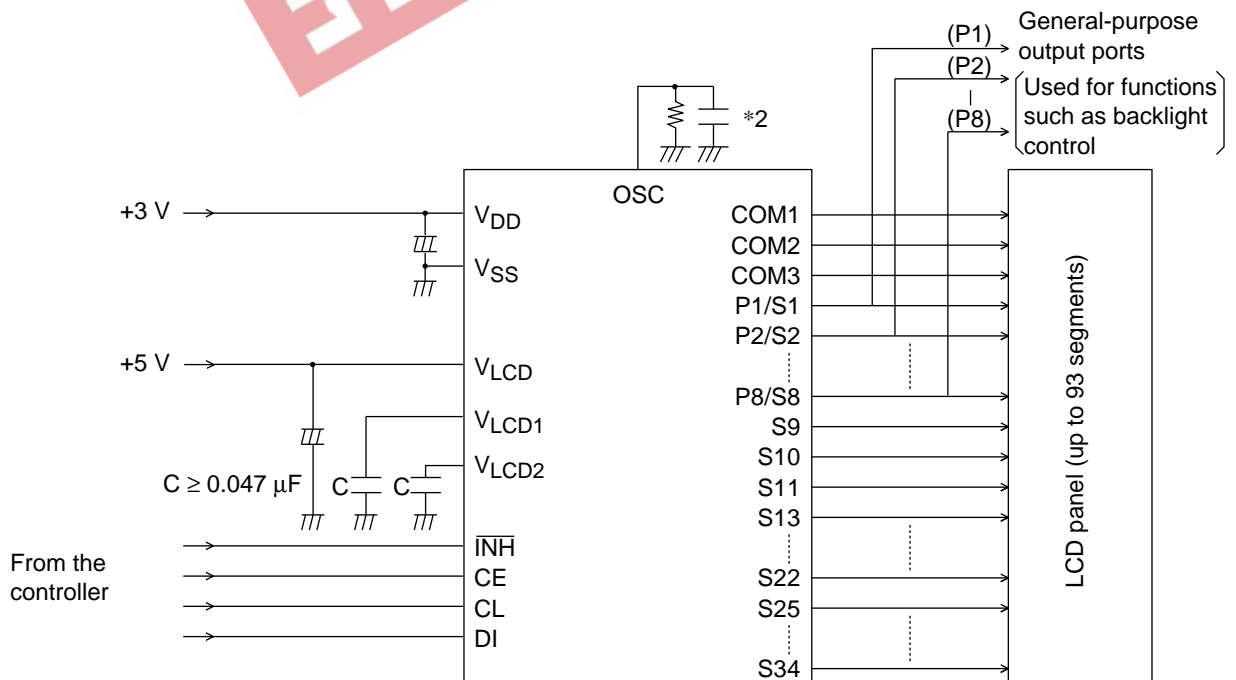 (P1)
General-purpose
output ports
(P2)
(P8)
Used for functions
such as backlight
control
*2
OSC
+3 V
VDD
VSS
+5 V
VLCD
VLCD1
VLCD2
C ≥ 0.047 μF
C
C
From the
controller
INH
CE
CL
DI
COM1
COM2
COM3
P1/S1
P2/S2
P8/S8
S9
S10
S11
S13
S22
S25
S34
LCD panel (up to 93 segments)